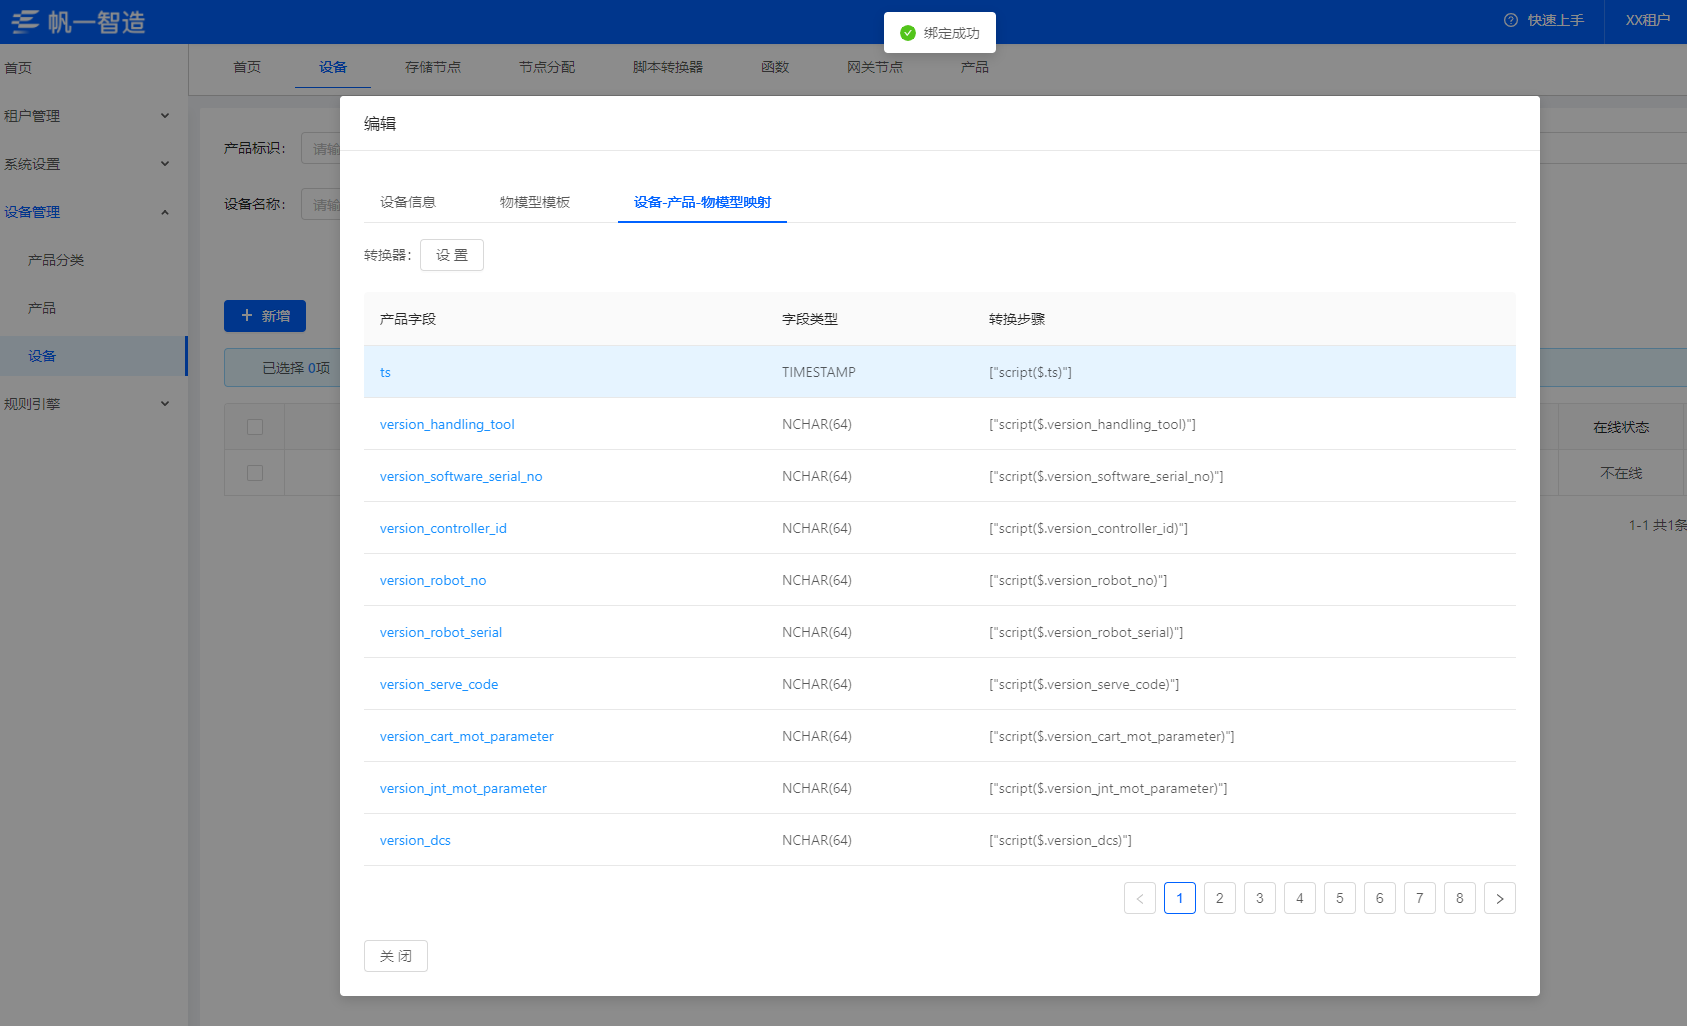 帆一智造
绑定成功
快速上手
XX租户
首页
租户管理
系统设置
设备管理
产品分类
产品
设备
规则引擎
首页
设备
存储节点
节点分配
脚本转换器
函数
网关节点
产品
产品标识：
请输
设备名称：
请输
新增
已选择 0项
在线状态
不在线
1-1 共1条
编辑
设备信息
物模型模板
设备-产品-物模型映射
转换器：
设 置
产品字段 字段类型 转换步骤
ts TIMESTAMP ["script($.ts)"]
version_handling_tool NCHAR(64) ["script($.version_handling_tool)"]
version_software_serial_no NCHAR(64) ["script($.version_software_serial_no)"]
version_controller_id NCHAR(64) ["script($.version_controller_id)"]
version_robot_no NCHAR(64) ["script($.version_robot_no)"]
version_robot_serial NCHAR(64) ["script($.version_robot_serial)"]
version_serve_code NCHAR(64) ["script($.version_serve_code)"]
version_cart_mot_parameter NCHAR(64) ["script($.version_cart_mot_parameter)"]
version_jnt_mot_parameter NCHAR(64) ["script($.version_jnt_mot_parameter)"]
version_dcs NCHAR(64) ["script($.version_dcs)"]
< 1 2 3 4 5 6 7 8 >
关 闭